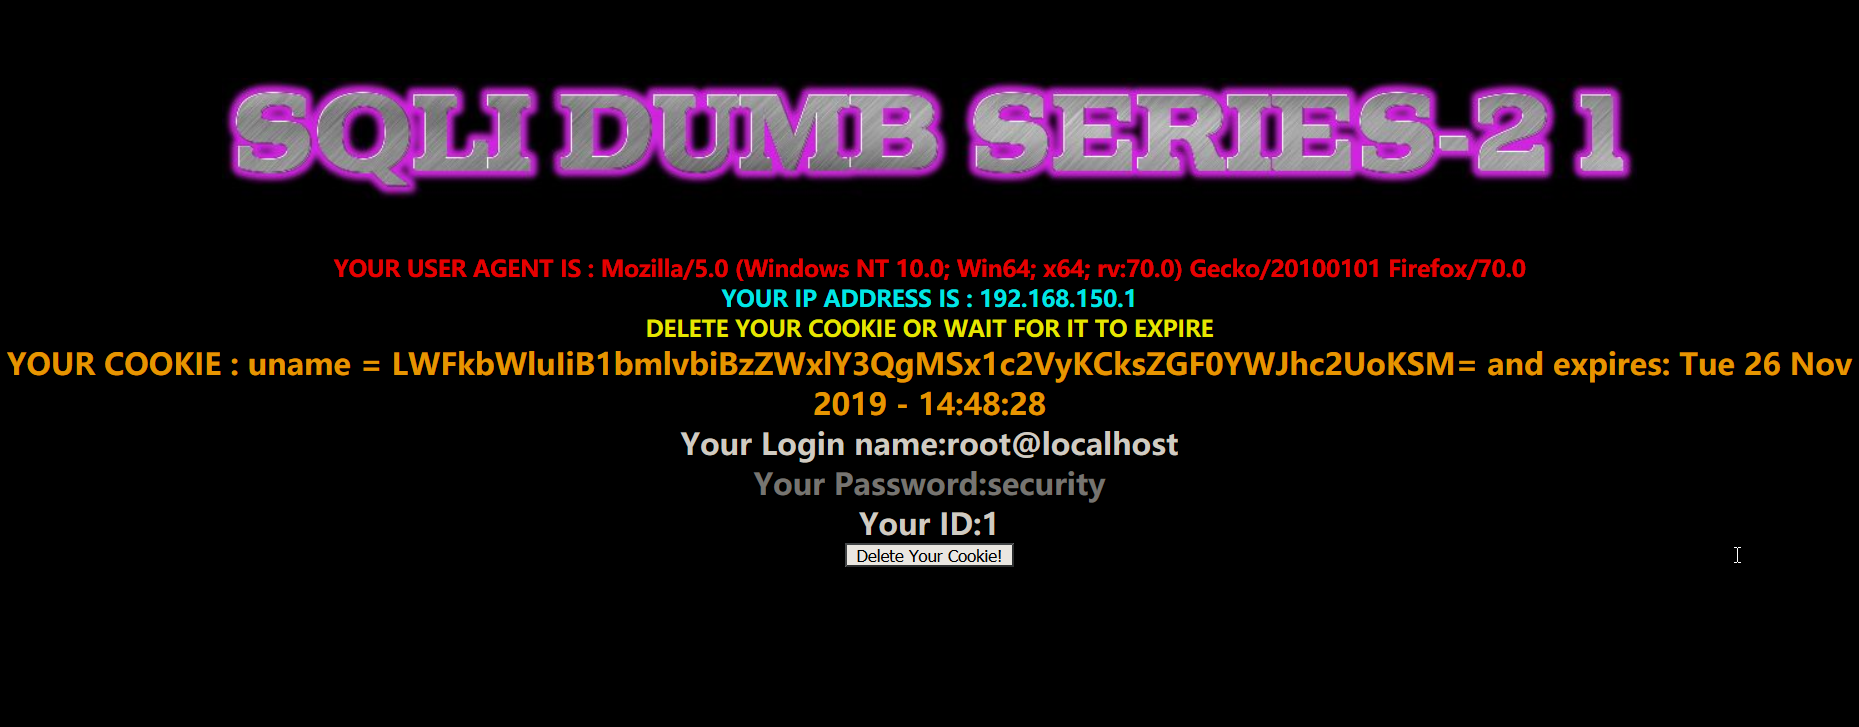 SQLI DUMB SERIES-21
YOUR USER AGENT IS : Mozilla/5.0 (Windows NT 10.0; Win64; x64; rv:70.0) Gecko/20100101 Firefox/70.0
YOUR IP ADDRESS IS : 192.168.150.1
DELETE YOUR COOKIE OR WAIT FOR IT TO EXPIRE
YOUR COOKIE : uname = LWFkbWluIiB1bmlvbiBzZWxlY3QgMSx1c2VyKCksZGF0YWJhc2UoKSM= and expires: Tue 26 Nov
2019 - 14:48:28
Your Login name:root@localhost
Your Password:security
Your ID:1
Delete Your Cookie!